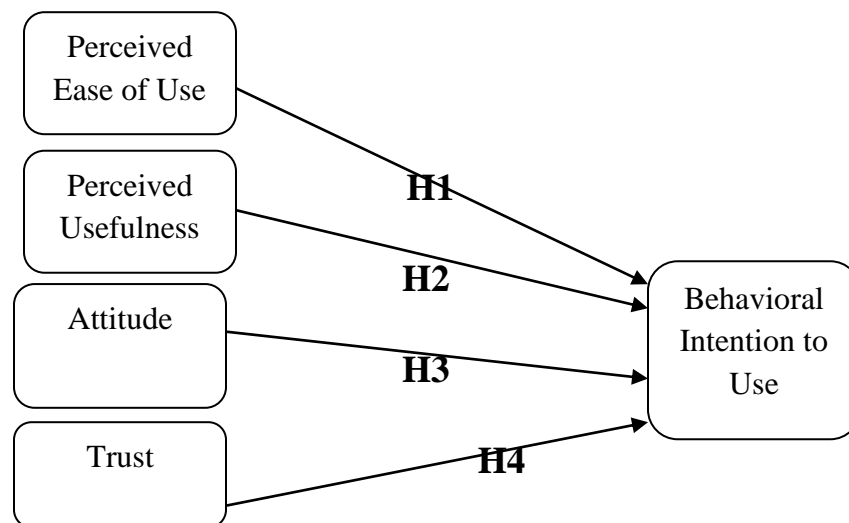 Perceived
Ease of Use
H1
Perceived
Usefulness
H2
Attitude
H3
Trust
H4
Behavioral
Intention to
Use